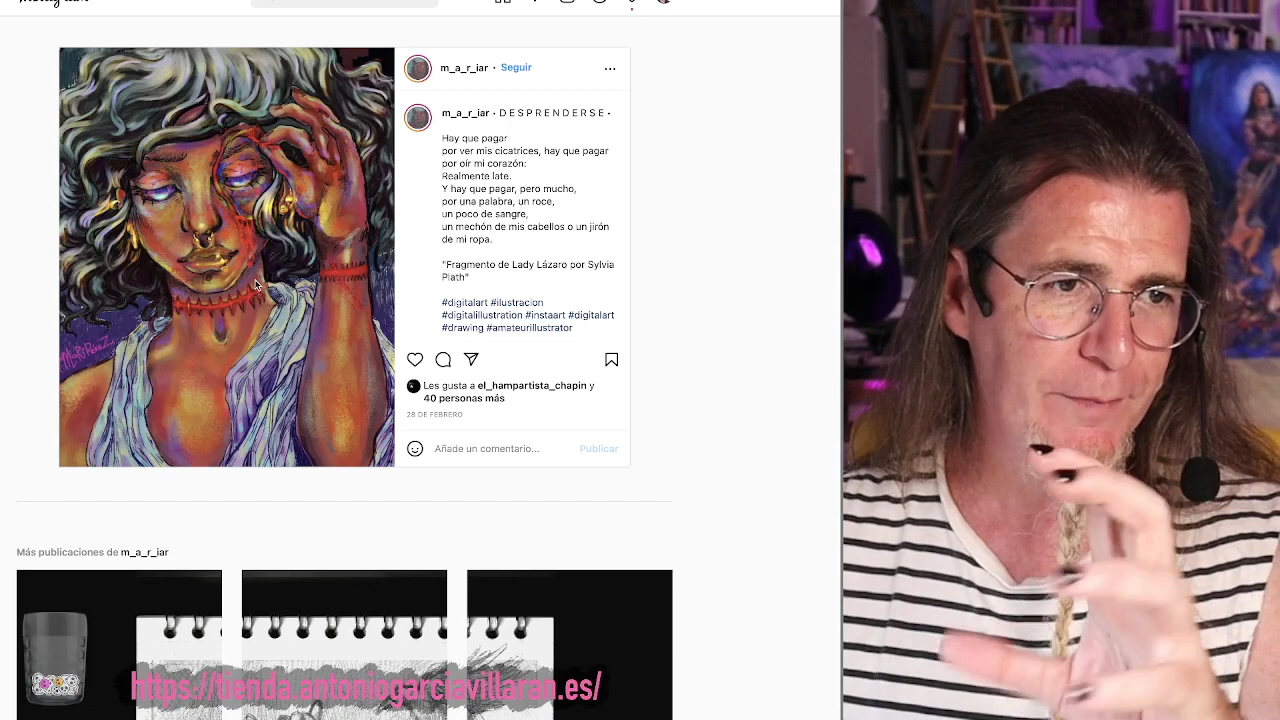 m_a_r_iar • Seguir
m_a_r_iar • D E S P R E N D E R S E •
Hay que pagar
por ver mis cicatrices, hay que pagar
por oír mi corazón:
Realmente late.
Y hay que pagar, pero mucho,
por una palabra, un roce,
un poco de sangre,
un mechón de mis cabellos o un jirón
de mi ropa.
"Fragmento de Lady Lázaro por Sylvia
Plath"
#digitalart #ilustracion
#digitalillustration #instaart #digitalart
#drawing #amateurillustrator
Les gusta a el_hampartista_chapin y
40 personas más
28 DE FEBRERO
Añade un comentario... Publicar
Más publicaciones de m_a_r_iar
https://tienda.antoniogarciavillaran.es/